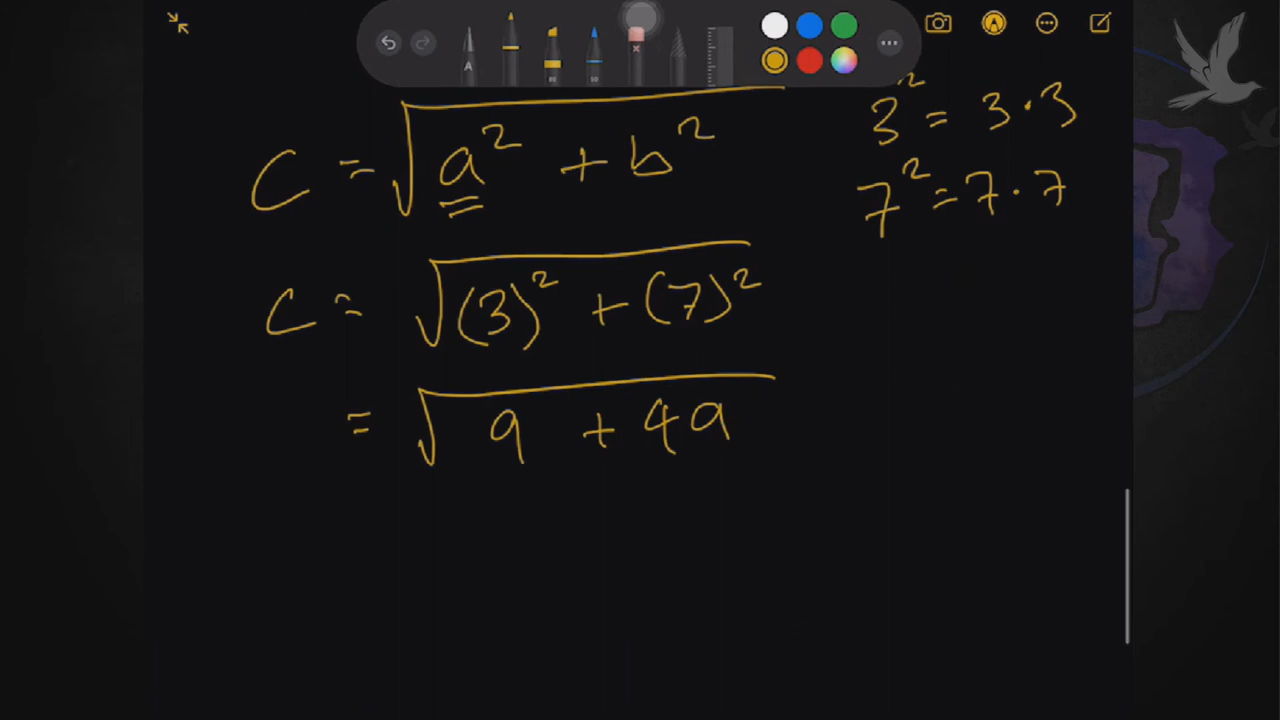 C = √a² + b²
3² = 3 · 3
7² = 7 · 7
C = √(3)² + (7)²
= √9 + 49